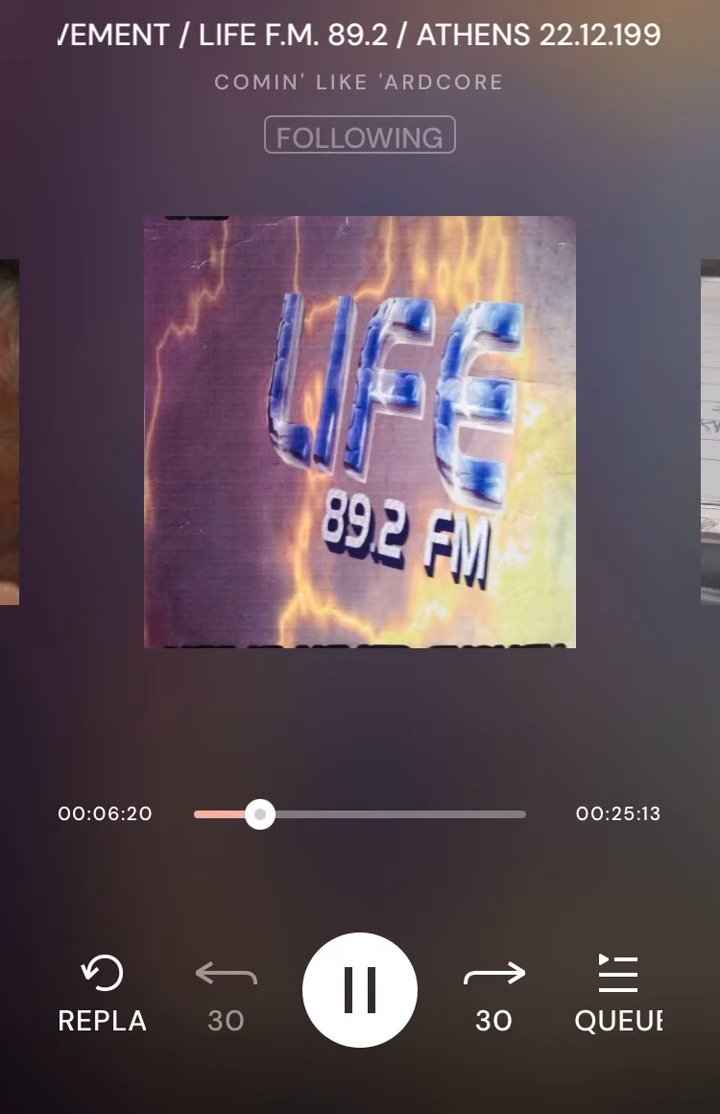 VEMENT / LIFE F.M. 89.2 / ATHENS 22.12.199
COMIN' LIKE 'ARDCORE
FOLLOWING
LIFE
89.2 FM
00:06:20 00:25:13
30 30
REPLA QUEUE